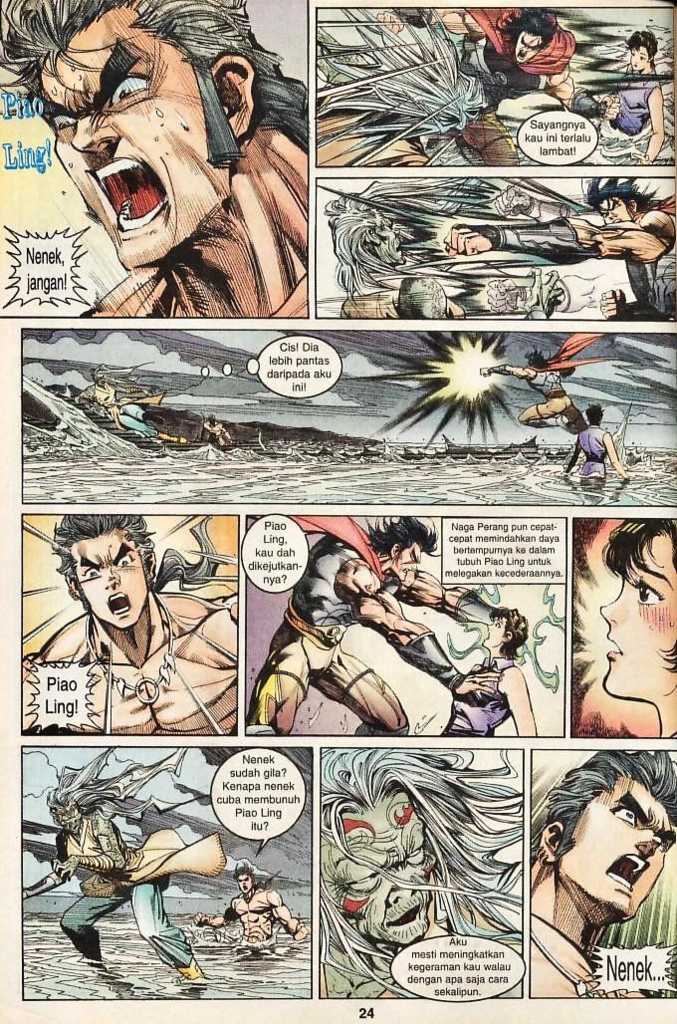 Piao
Ling!
Nenek,
jangan!
Sayangnya
kau ini terlalu
lambat!
Cis! Dia
lebih pantas
daripada aku
ini!
Piao
Ling!
Piao
Ling,
kau dah
dikejutkan-
nya?
Naga Perang pun cepat-
cepat memindahkan daya
bertempurnya ke dalam
tubuh Piao Ling untuk
melegakan kecederaannya.
Nenek
sudah gila?
Kenapa nenek
cuba membunuh
Piao Ling
itu?
Aku
mesti meningkatkan
kegeraman kau walau
dengan apa saja cara
sekalipun.
Nenek...
24